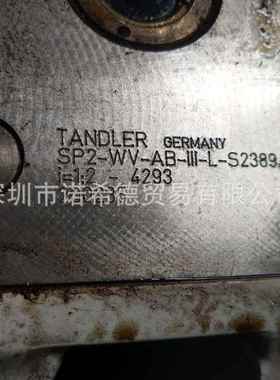 TANDLER GERMANY
SP2-WV-AB-III-L-S2389
i=1:2 - 4293
深圳市诺希德贸易有限公